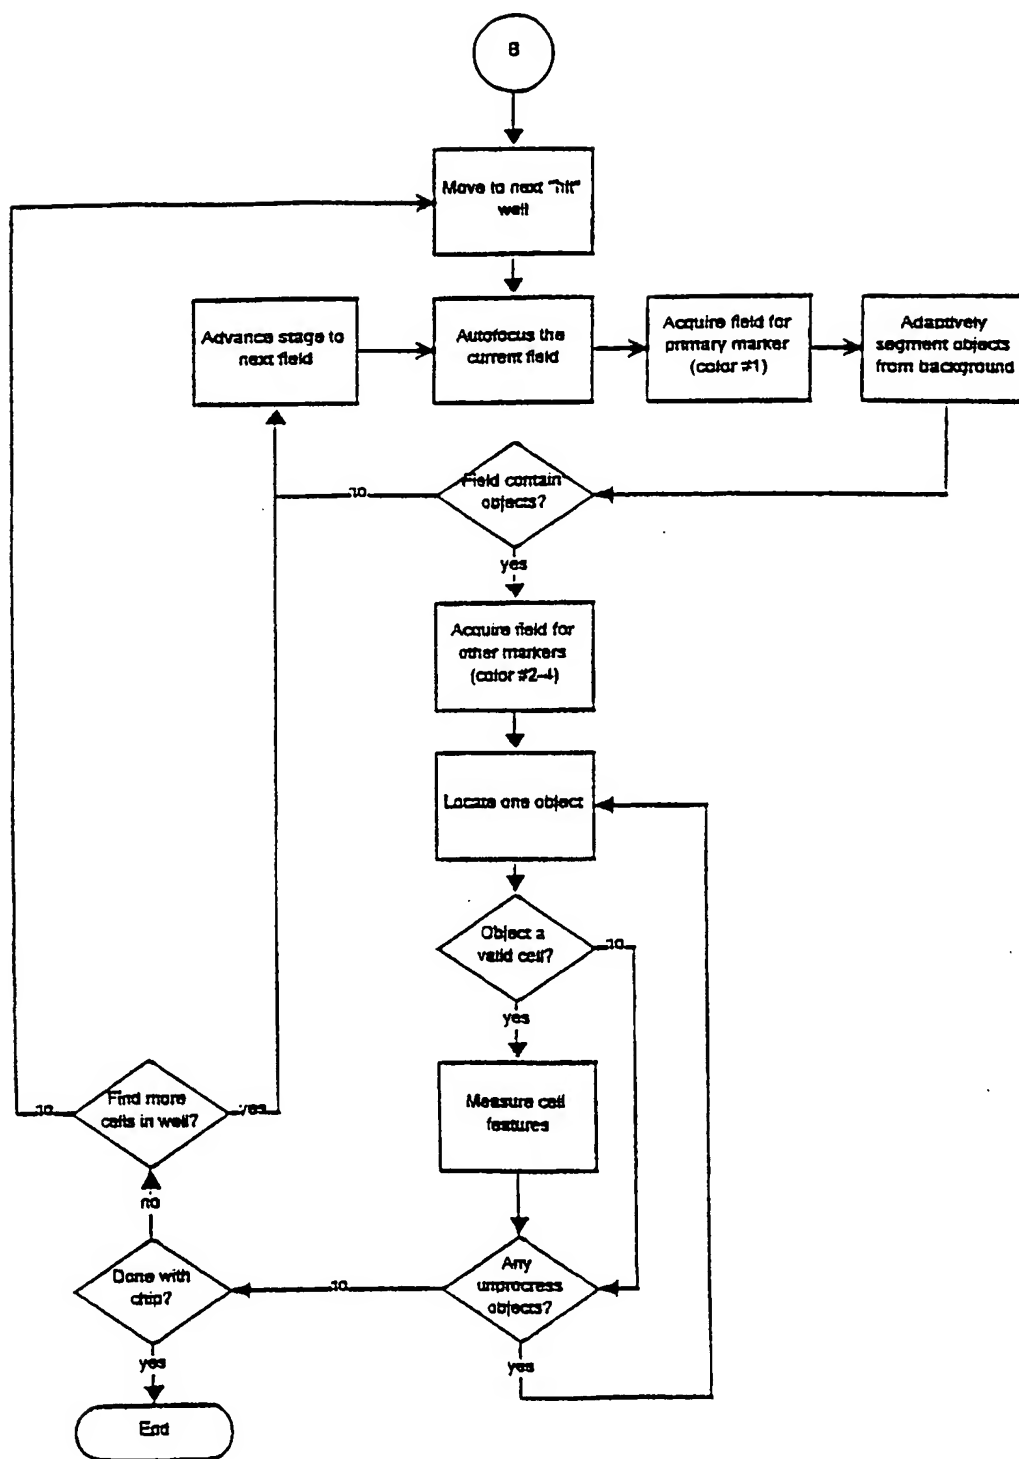 B
Move to next "hit"
well
Advance stage to
next field
Autofocus the
current field
Acquire field for
primary marker
(color #1)
Adaptively
segment objects
from background
Field contain
objects?
no
yes
Acquire field for
other markers
(color #2-4)
Locate one object
Object a
valid cell?
no
yes
Measure cell
features
Find more
cells in well?
no
yes
no
Done with
chip?
no
Any
unprocess
objects?
yes
yes
End